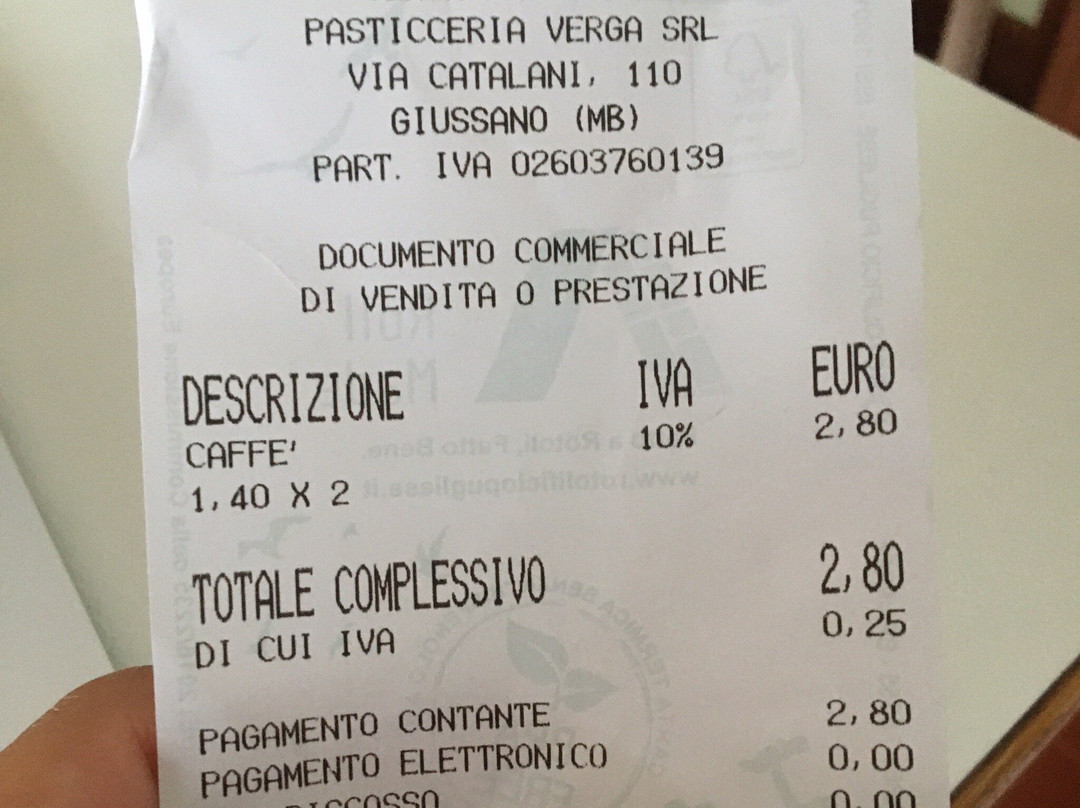 PASTICCERIA VERGA SRL
VIA CATALANI, 110
GIUSSANO (MB)
PART. IVA 02603760139
DOCUMENTO COMMERCIALE
DI VENDITA O PRESTAZIONE
DESCRIZIONE IVA EURO
CAFFE' 10% 2,80
1,40 X 2
TOTALE COMPLESSIVO 2,80
DI CUI IVA 0,25
PAGAMENTO CONTANTE 2,80
PAGAMENTO ELETTRONICO 0,00
0,00